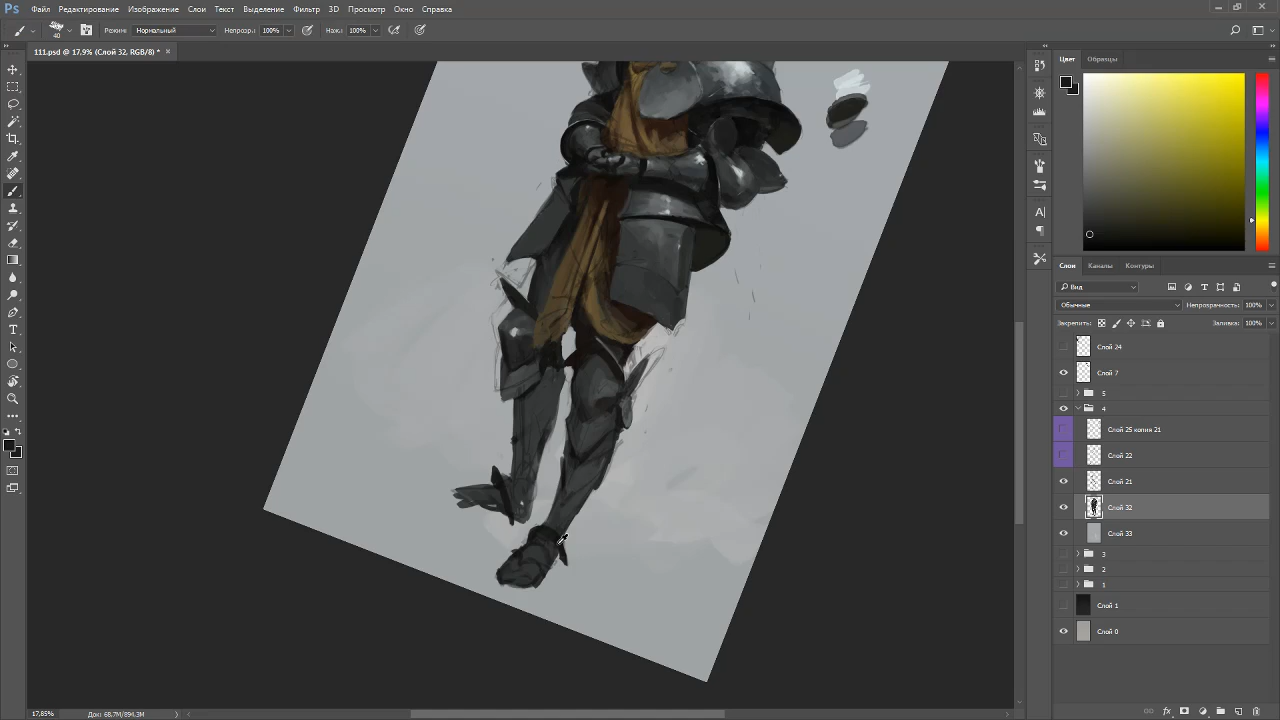 Ps Файл Редактирование Изображение Слои Текст Выделение Фильтр 3D Просмотр Окно Справка
40 Режим: Нормальный Непрозр.: 100% Наж.: 100%
111.psd @ 17,9% (Слой 32, RGB/8) * ×
Цвет Образцы
Слои Каналы Контуры
Вид
Обычные Непрозрачность: 100%
Закрепить: Заливка: 100%
Слой 24
Слой 7
5
4
Слой 25 копия 21
Слой 22
Слой 21
Слой 32
Слой 33
3
2
1
Слой 1
Слой 0
17,85% Док: 68,7M/894,3M